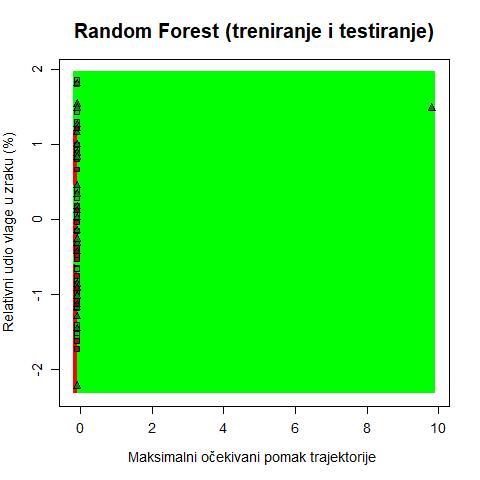 Random Forest (treniranje i testiranje)
Relativni udio vlage u zraku (%)
2
1
0
-1
-2
0 2 4 6 8 10
Maksimalni očekivani pomak trajektorije